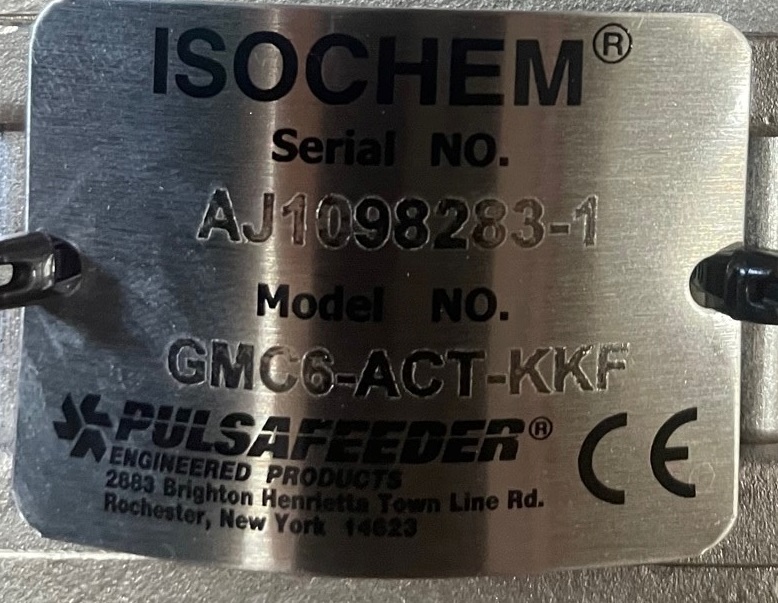 ISOCHEM®
Serial NO.
AJ1098283-1
Model NO.
GMC6-ACT-KKF
PULSAFEEDER®
ENGINEERED PRODUCTS
2883 Brighton Henrietta Town Line Rd.
Rochester, New York 14623
CE